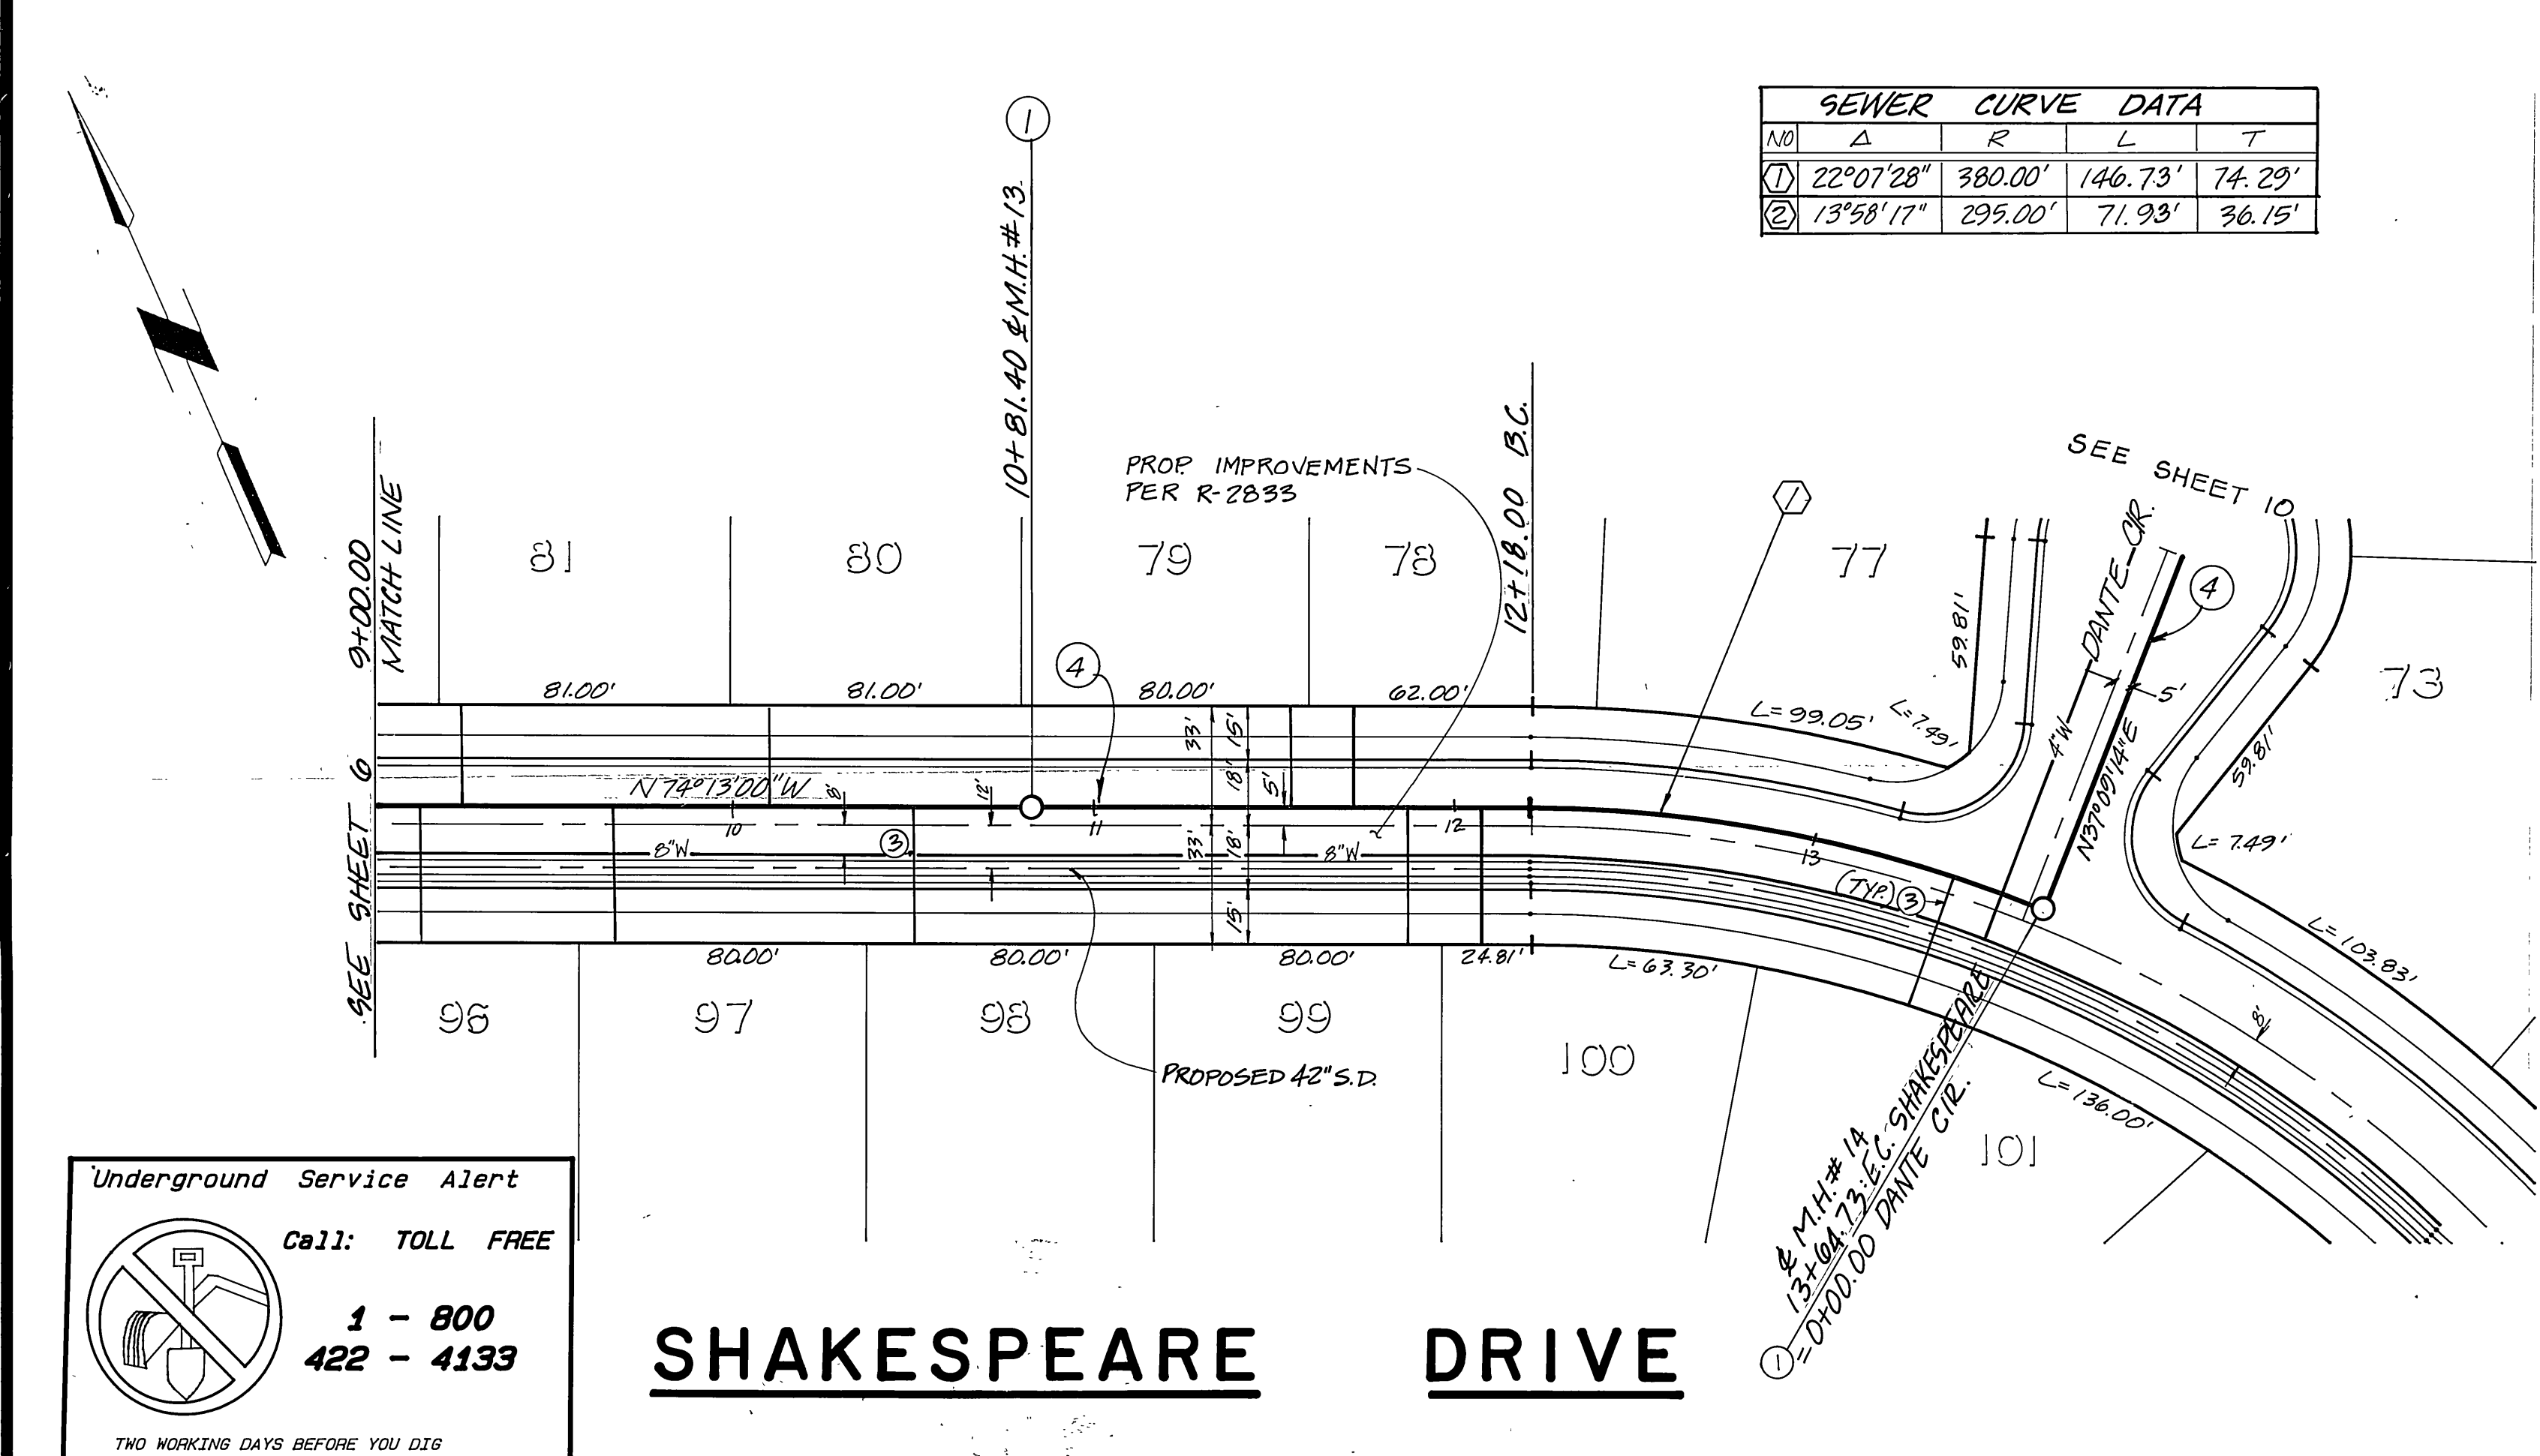 SEWER CURVE DATA
NO Δ R L T
1 22°07'28" 380.00' 146.73' 74.29'
2 13°58'17" 295.00' 71.93' 36.15'
1
10+81.40 ℄ M.H.#13
PROP. IMPROVEMENTS
PER R-2833
12+18.00 B.C.
1
SEE SHEET 10
DANTE CIR.
4
9+00.00
MATCH LINE
SEE SHEET 6
81
80
79
78
77
73
4
59.81'
5'
81.00'
81.00'
80.00'
62.00'
L=99.05'
L=7.49'
4"W
N37°09'14"E
59.81'
L=7.49'
L=103.83'
33'
15'
18'
5'
N74°13'00"W
8'
12'
10
11
12
13
8"W
3
33'
18'
8"W
(TYP.) 3
15'
8'
80.00'
80.00'
80.00'
24.81'
L=63.30'
L=136.00'
96
97
98
99
100
101
PROPOSED 42" S.D.
℄ M.H.# 14
13+64.73: E.C. SHAKESPEARE
1 = 0+00.00 DANTE CIR.
Underground Service Alert
Call: TOLL FREE
1 - 800
422 - 4133
TWO WORKING DAYS BEFORE YOU DIG
SHAKESPEARE DRIVE